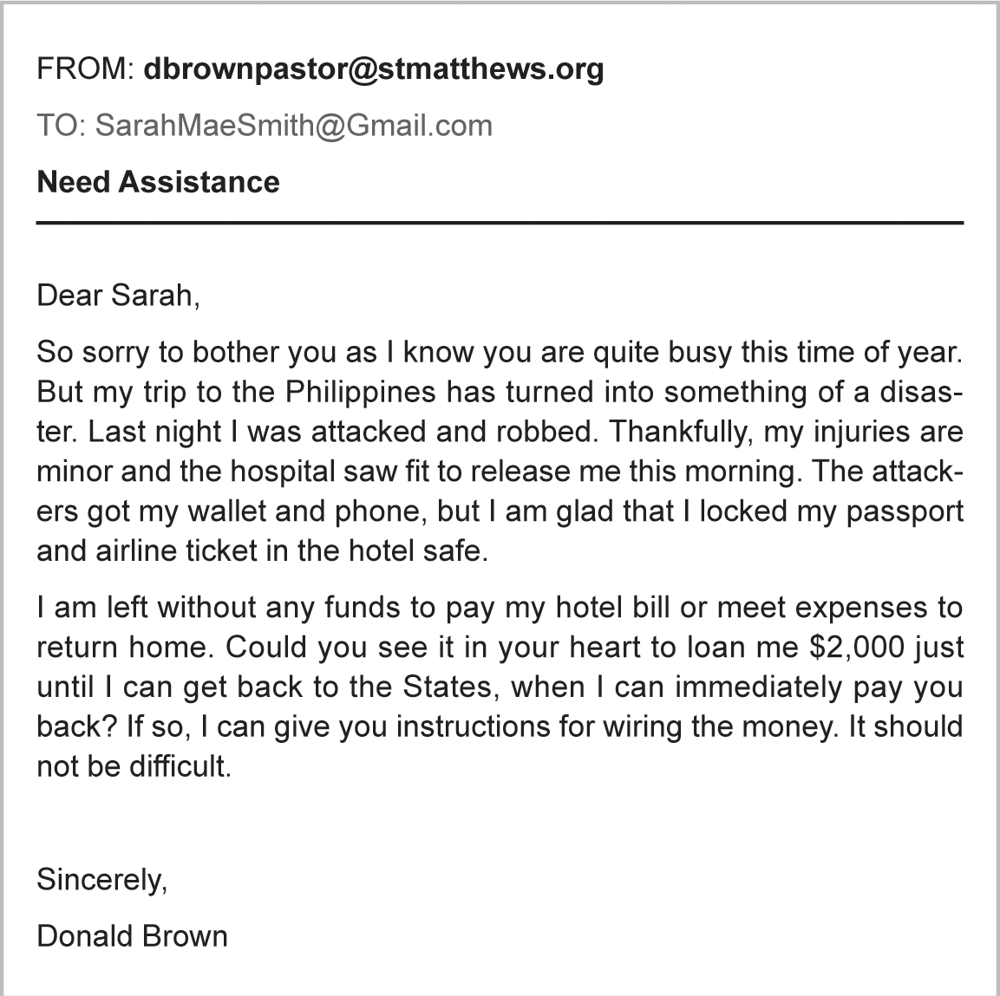 FROM: dbrownpastor@stmatthews.org
TO: SarahMaeSmith@Gmail.com
Need Assistance
Dear Sarah,
So sorry to bother you as I know you are quite busy this time of year.
But my trip to the Philippines has turned into something of a disas-
ter. Last night I was attacked and robbed. Thankfully, my injuries are
minor and the hospital saw fit to release me this morning. The attack-
ers got my wallet and phone, but I am glad that I locked my passport
and airline ticket in the hotel safe.
I am left without any funds to pay my hotel bill or meet expenses to
return home. Could you see it in your heart to loan me $2,000 just
until I can get back to the States, when I can immediately pay you
back? If so, I can give you instructions for wiring the money. It should
not be difficult.
Sincerely,
Donald Brown